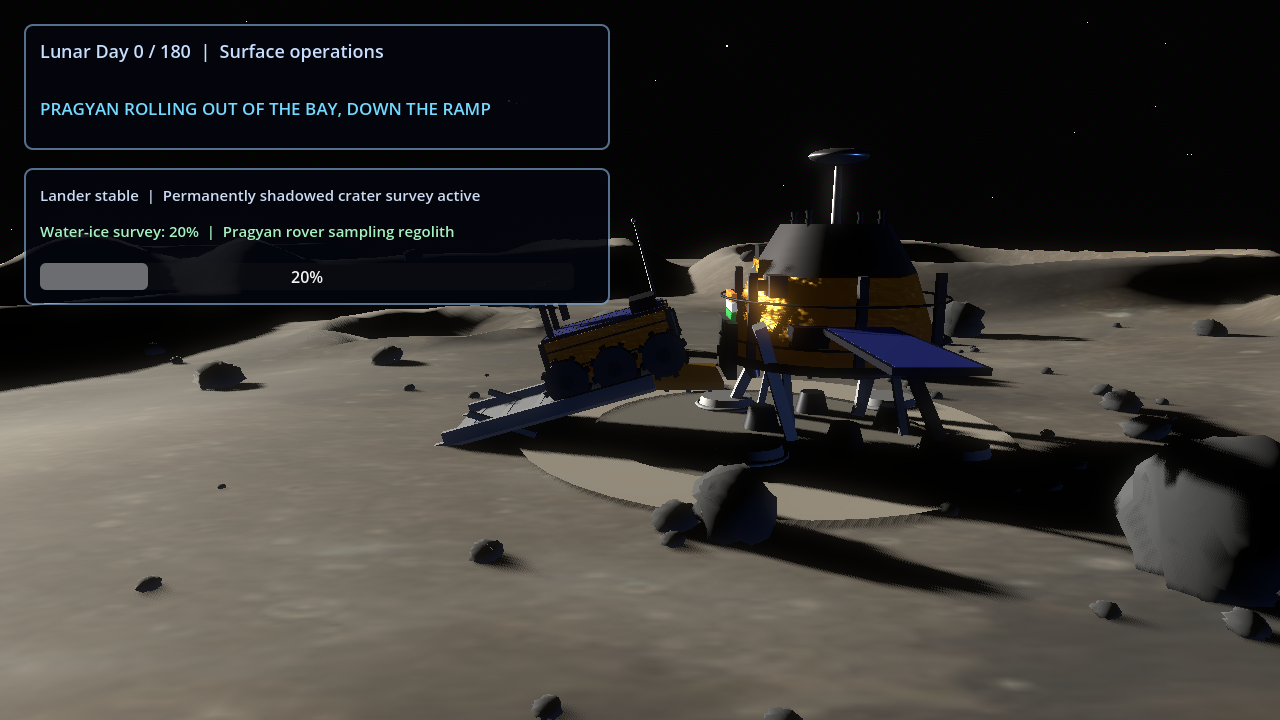 Lunar Day 0 / 180 | Surface operations
PRAGYAN ROLLING OUT OF THE BAY, DOWN THE RAMP
Lander stable | Permanently shadowed crater survey active
Water-ice survey: 20% | Pragyan rover sampling regolith
20%